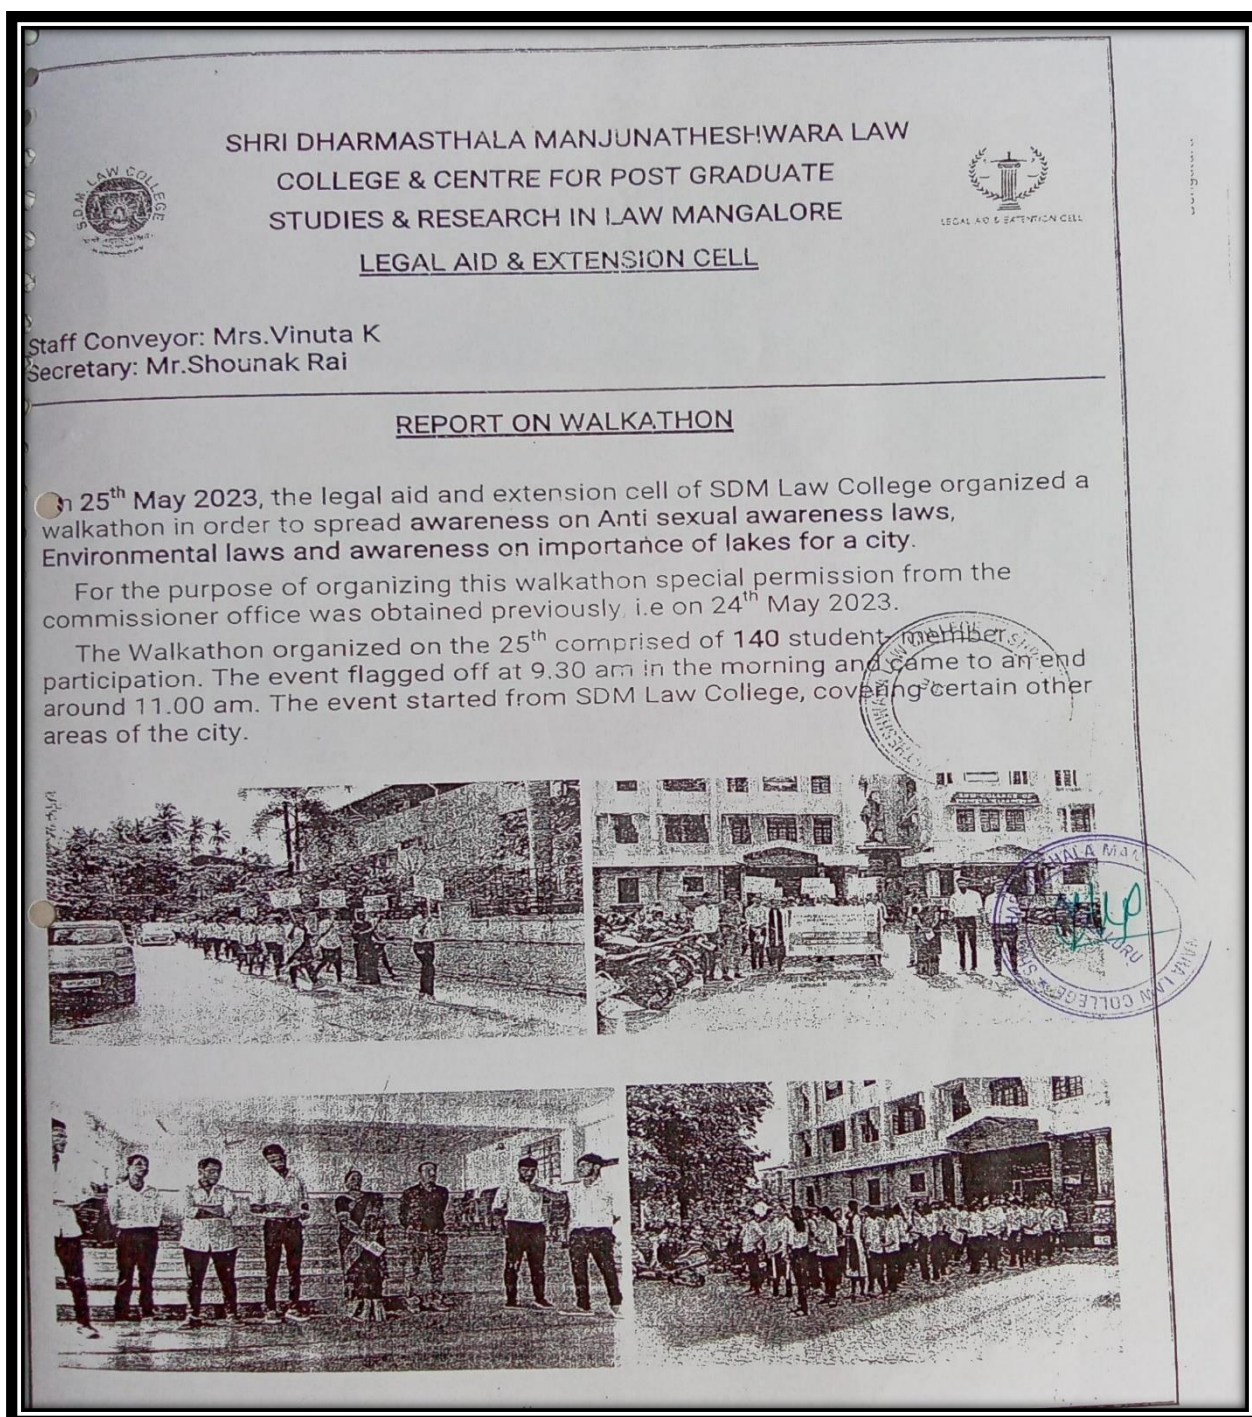 SHRI DHARMASTHALA MANJUNATHESHWARA LAW
COLLEGE & CENTRE FOR POST GRADUATE
STUDIES & RESEARCH IN LAW MANGALORE
LEGAL AID & EXTENSION CELL
S.D.M. LAW COLLEGE
LEGAL AID & EXTENTION CELL
Staff Conveyor: Mrs.Vinuta K
Secretary: Mr.Shounak Rai
REPORT ON WALKATHON
n 25th May 2023, the legal aid and extension cell of SDM Law College organized a
walkathon in order to spread awareness on Anti sexual awareness laws,
Environmental laws and awareness on importance of lakes for a city.
For the purpose of organizing this walkathon special permission from the
commissioner office was obtained previously, i.e on 24th May 2023.
The Walkathon organized on the 25th comprised of 140 student member
participation. The event flagged off at 9.30 am in the morning and came to an end
around 11.00 am. The event started from SDM Law College, covering certain other
areas of the city.
LAW COLLEGE